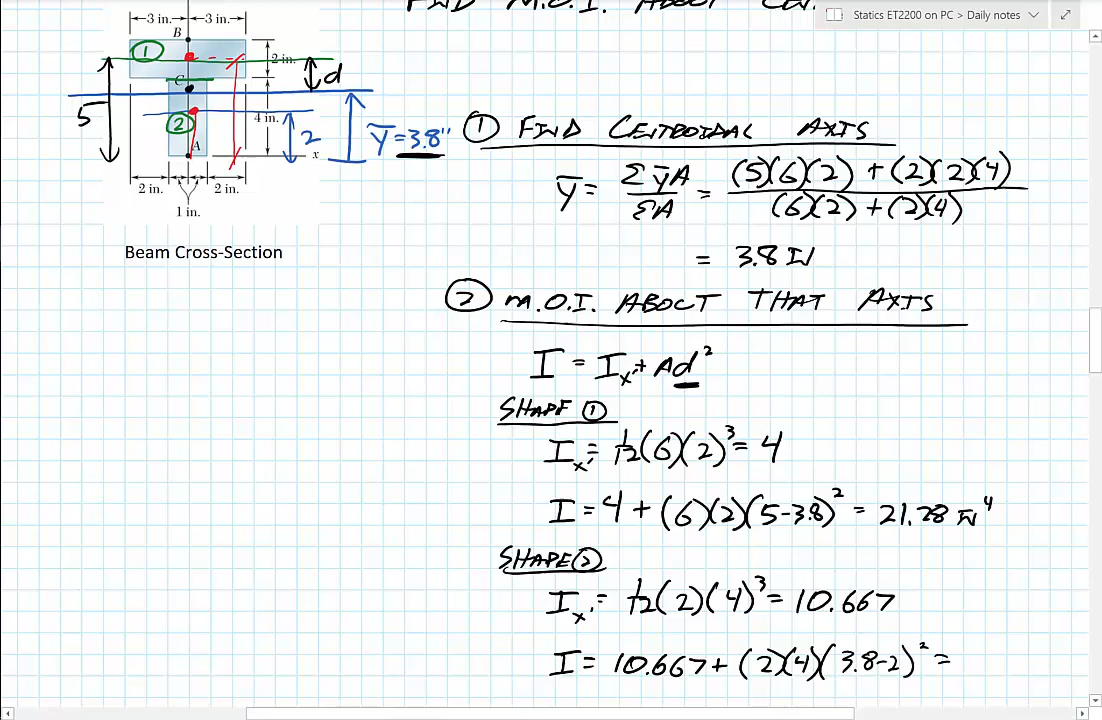 FIND M.O.I. ABOUT CEN
Statics ET2200 on PC > Daily notes
3 in. 3 in.
B
1
2 in.
d
C
5
2
4 in.
2
ȳ = 3.8"
A
x
2 in. 2 in.
1 in.
Beam Cross-Section
① FIND CENTROIDAL AXIS
ȳ = ΣȳA / ΣA = (5)(6)(2) + (2)(2)(4) / (6)(2) + (2)(4)
= 3.8 IN
② M.O.I. ABOUT THAT AXIS
I = Ix' + Ad²
SHAPE ①
Ix' = 1/12 (6)(2)³ = 4
I = 4 + (6)(2)(5-3.8)² = 21.28 IN⁴
SHAPE ②
Ix' = 1/12 (2)(4)³ = 10.667
I = 10.667 + (2)(4)(3.8-2)² =